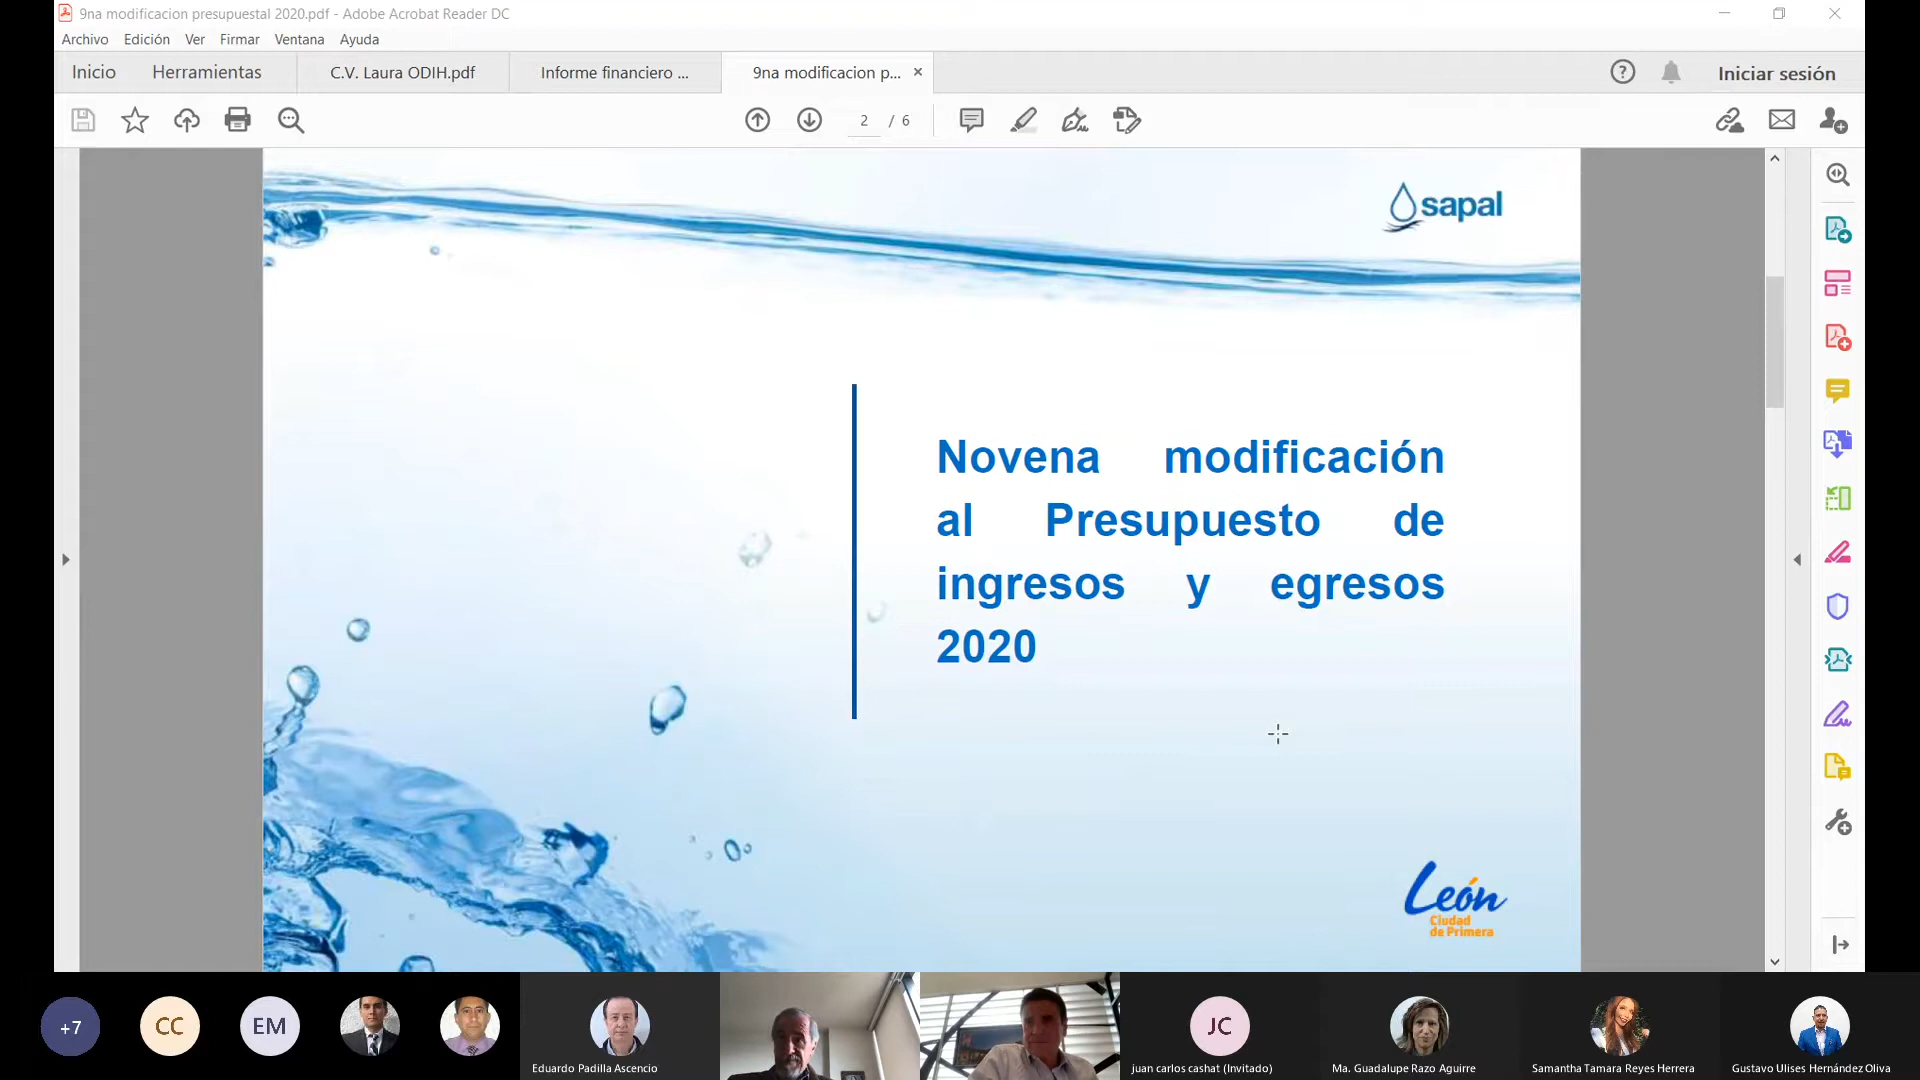 9na modificacion presupuestal 2020.pdf - Adobe Acrobat Reader DC
Archivo Edición Ver Firmar Ventana Ayuda
Inicio Herramientas C.V. Laura ODIH.pdf Informe financiero ... 9na modificacion p... × Iniciar sesión
2 / 6
sapal
Novena modificación
al Presupuesto de
ingresos y egresos
2020
León
Ciudad
de Primera
+7 CC EM JC
Eduardo Padilla Ascencio juan carlos cashat (Invitado) Ma. Guadalupe Razo Aguirre Samantha Tamara Reyes Herrera Gustavo Ulises Hernández Oliva